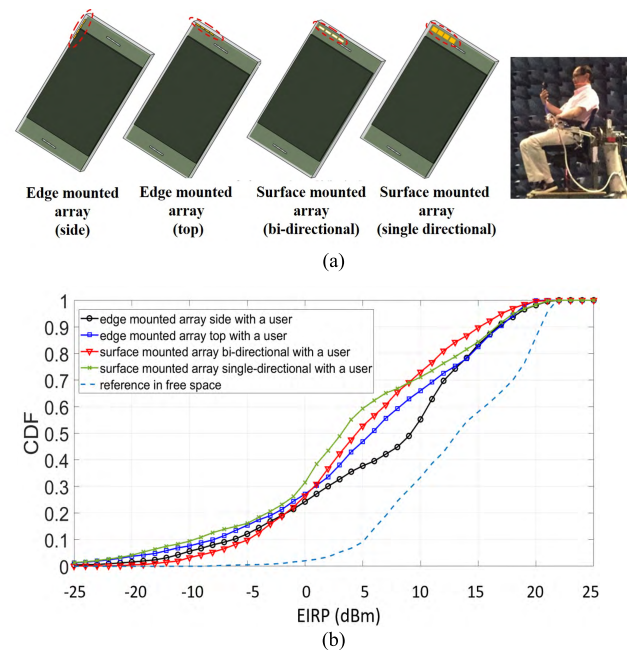 (a)
Edge mounted
array
(side)
Edge mounted
array
(top)
Surface mounted
array
(bi-directional)
Surface mounted
array
(single directional)
(a)
1
0.9
0.8
0.7
0.6
0.5
0.4
0.3
0.2
0.1
0
CDF
edge mounted array side with a user
edge mounted array top with a user
surface mounted array bi-directional with a user
surface mounted array single-directional with a user
reference in free space
-25 -20 -15 -10 -5 0 5 10 15 20 25
EIRP (dBm)
(b)